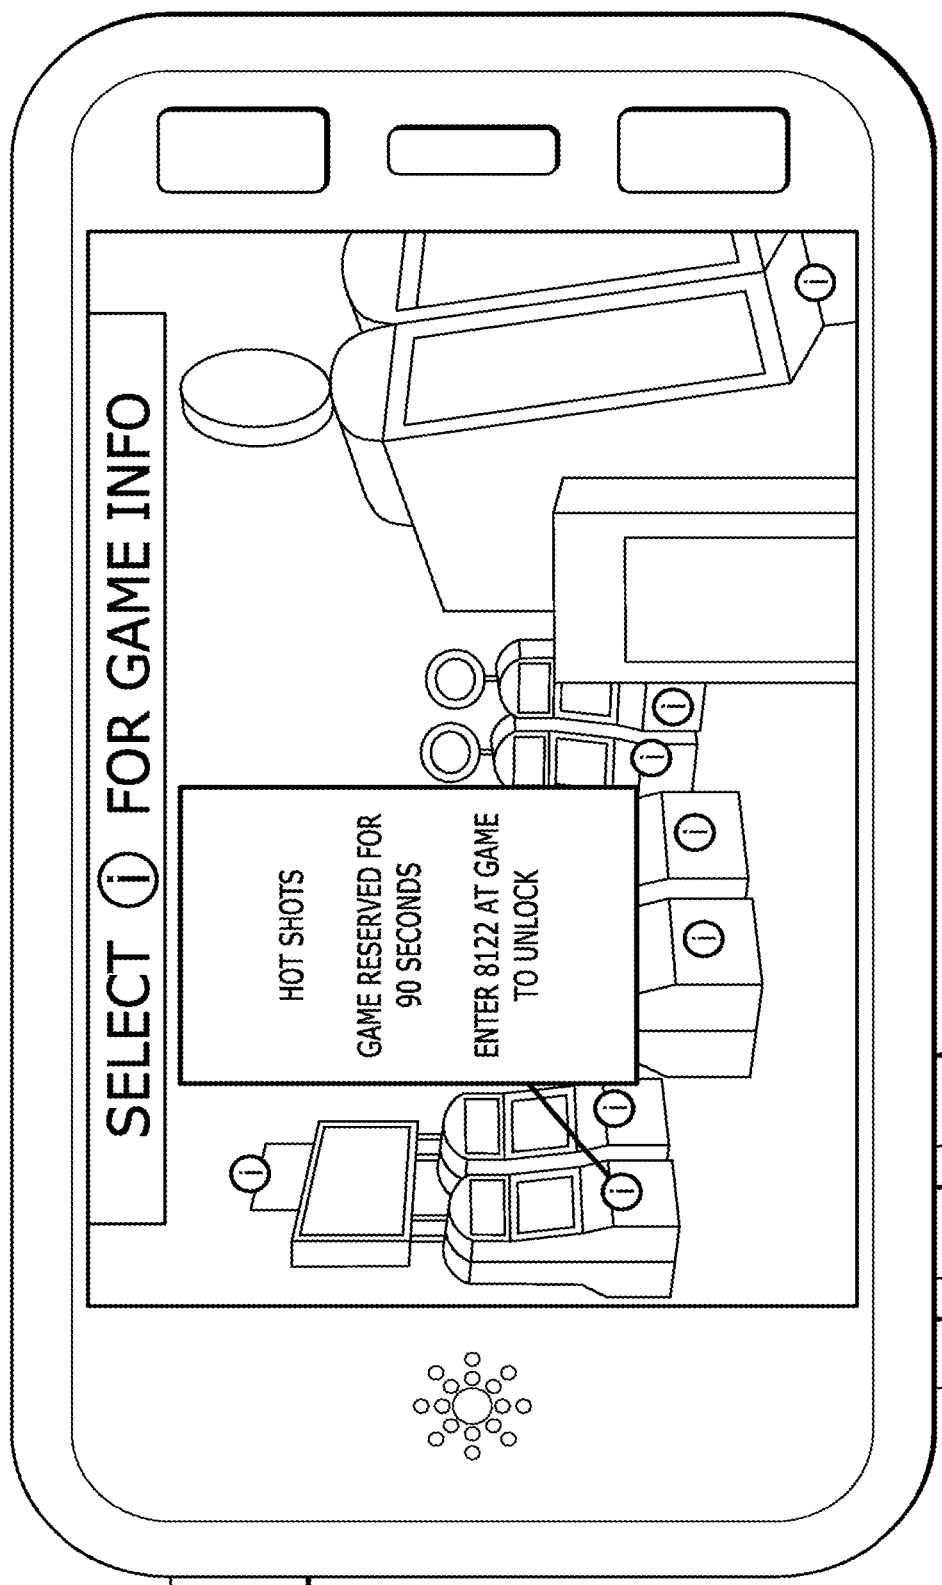 SELECT i FOR GAME INFO
HOT SHOTS
GAME RESERVED FOR
90 SECONDS
ENTER 8122 AT GAME
TO UNLOCK
i
i
i
i
i
i
i
i